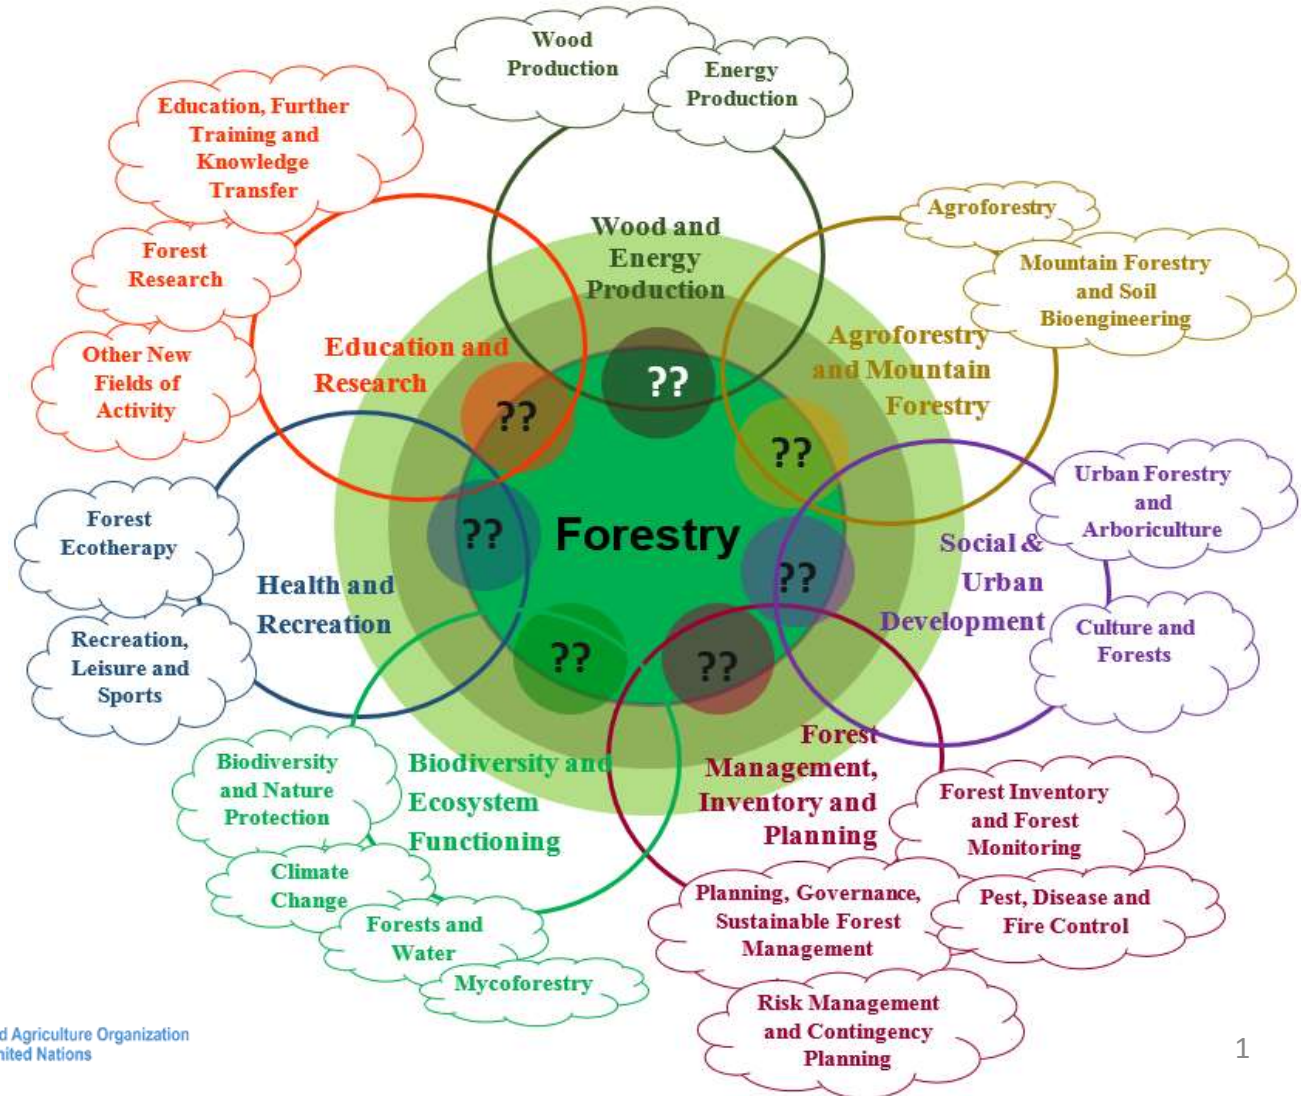 Wood
Production
Energy
Production
Education, Further
Training and
Knowledge
Transfer
Agroforestry
Forest
Research
Wood and
Energy
Production
Mountain Forestry
and Soil
Bioengineering
Other New
Fields of
Activity
Education and
Research
Agroforestry
and Mountain
Forestry
??
??
??
Urban Forestry
and
Arboriculture
Forest
Ecotherapy
??
Forestry
Social &
Urban
Development
??
Health and
Recreation
Recreation,
Leisure and
Sports
Culture and
Forests
??
??
Biodiversity
and Nature
Protection
Biodiversity and
Ecosystem
Functioning
Forest
Management,
Inventory and
Planning
Forest Inventory
and Forest
Monitoring
Climate
Change
Planning, Governance,
Sustainable Forest
Management
Pest, Disease and
Fire Control
Forests and
Water
Mycoforestry
Risk Management
and Contingency
Planning
d Agriculture Organization
nited Nations
1